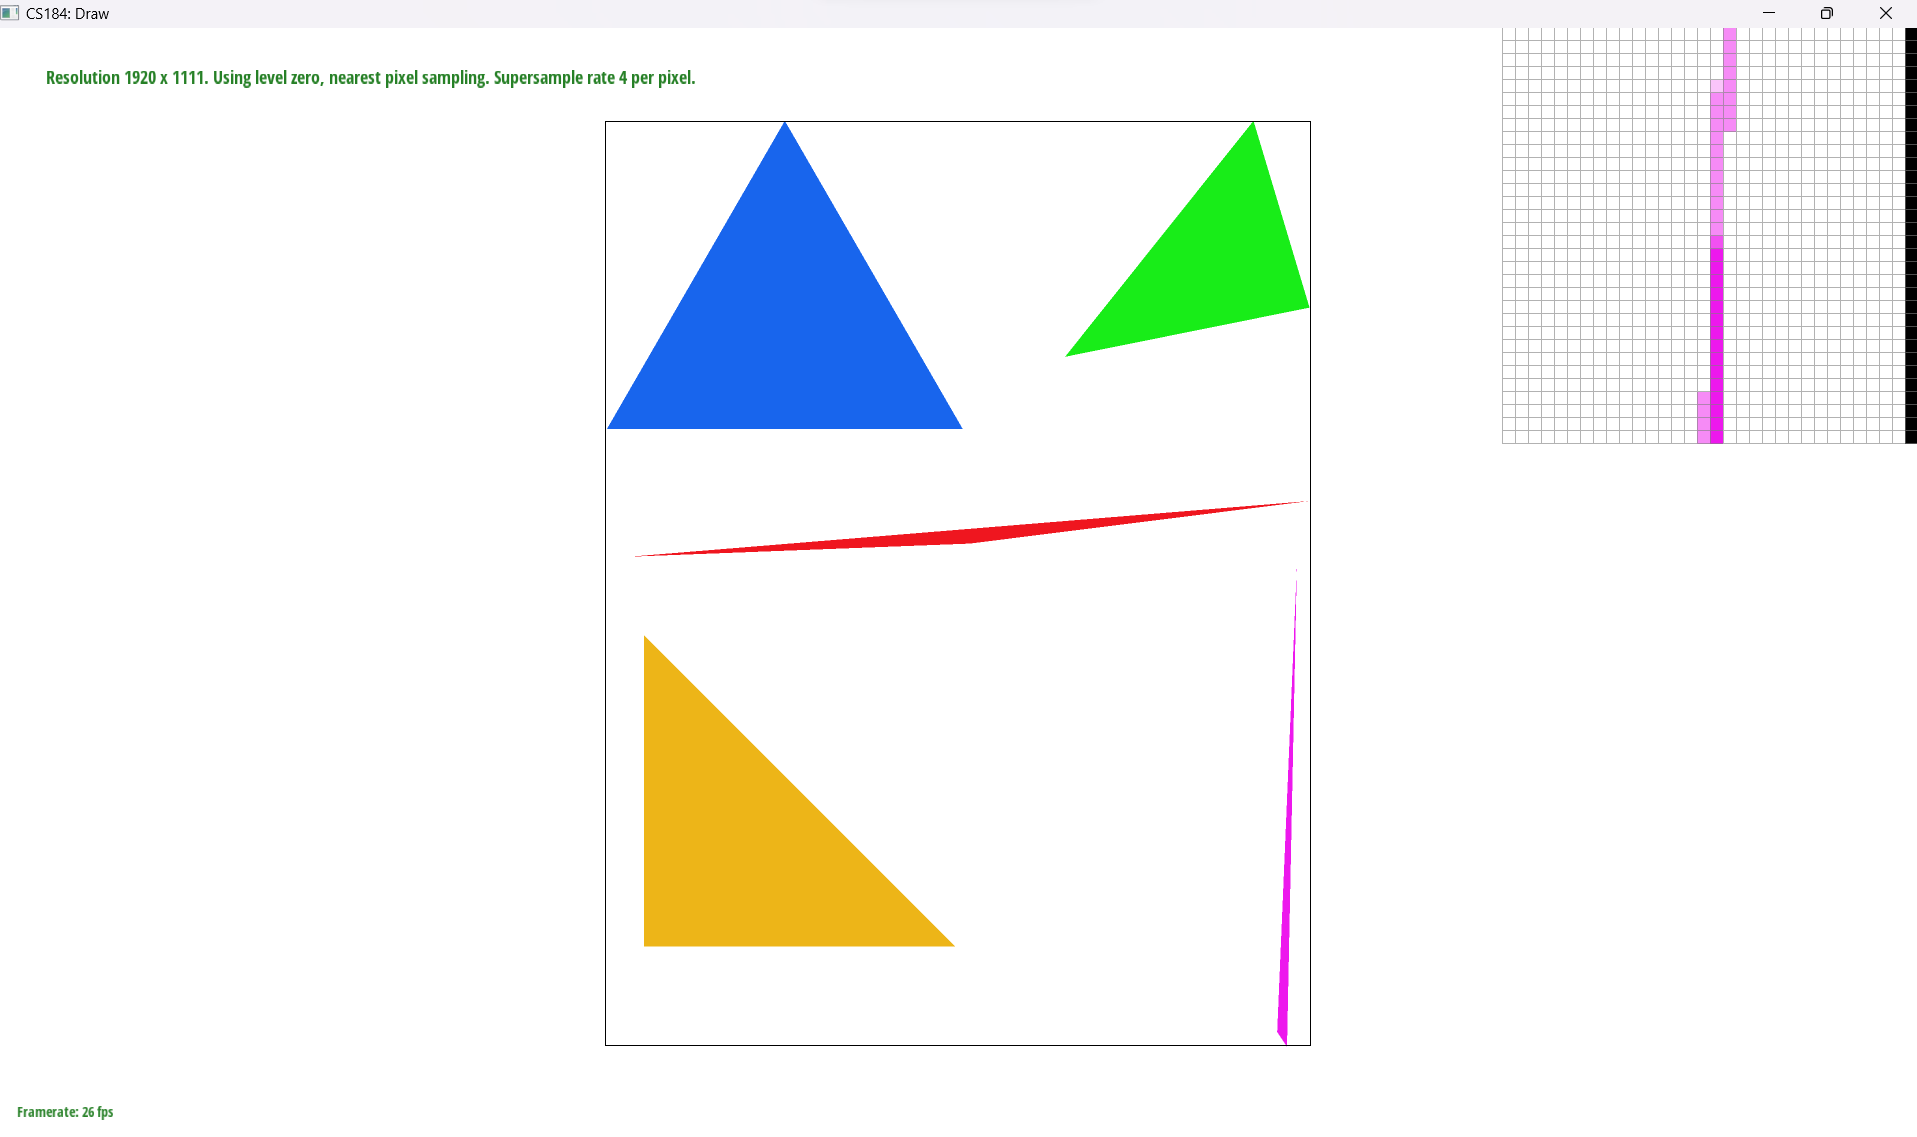 CS184: Draw
Resolution 1920 x 1111. Using level zero, nearest pixel sampling. Supersample rate 4 per pixel.
Framerate: 26 fps